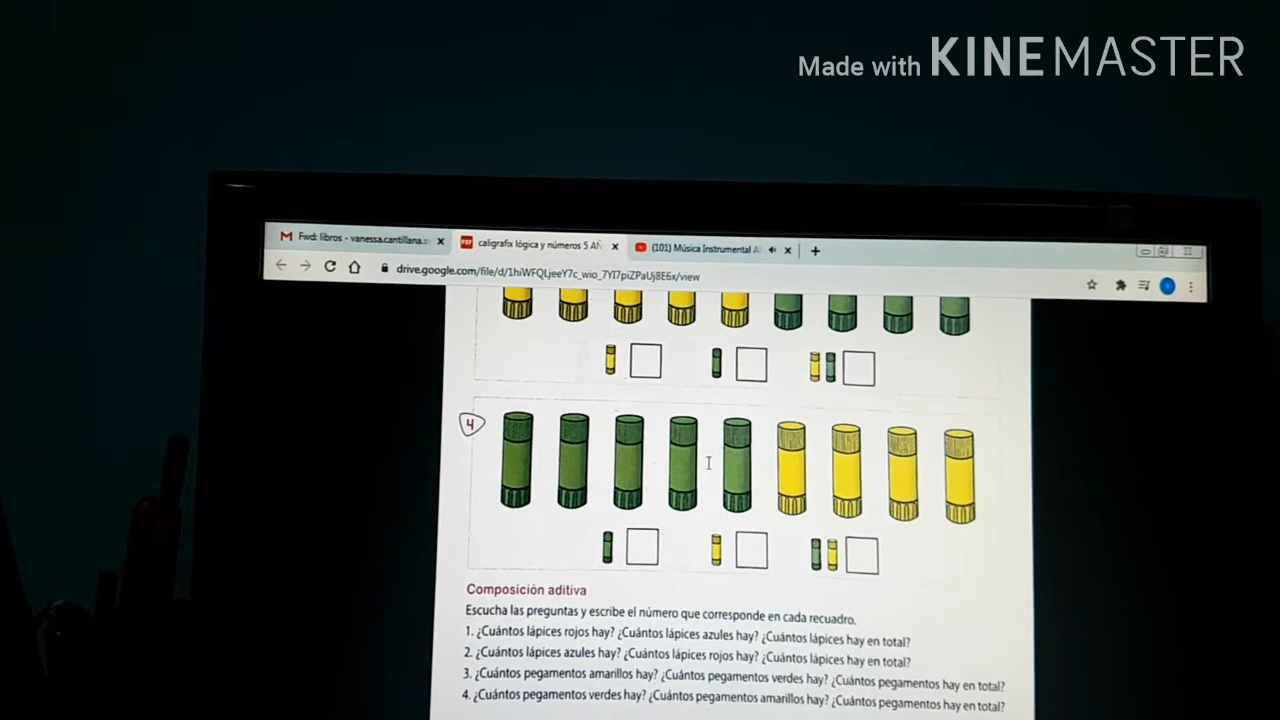 Made with KINEMASTER
Fwd: libros - vanessa.cantillana.s
caligrafix lógica y números 5 AÑ
(101) Música Instrumental A
drive.google.com/file/d/1hiWFQLjeeY7c_wio_7YI7piZPaUj8E6x/view
4
Composición aditiva
Escucha las preguntas y escribe el número que corresponde en cada recuadro.
1. ¿Cuántos lápices rojos hay? ¿Cuántos lápices azules hay? ¿Cuántos lápices hay en total?
2. ¿Cuántos lápices azules hay? ¿Cuántos lápices rojos hay? ¿Cuántos lápices hay en total?
3. ¿Cuántos pegamentos amarillos hay? ¿Cuántos pegamentos verdes hay? ¿Cuántos pegamentos hay en total?
4. ¿Cuántos pegamentos verdes hay? ¿Cuántos pegamentos amarillos hay? ¿Cuántos pegamentos hay en total?